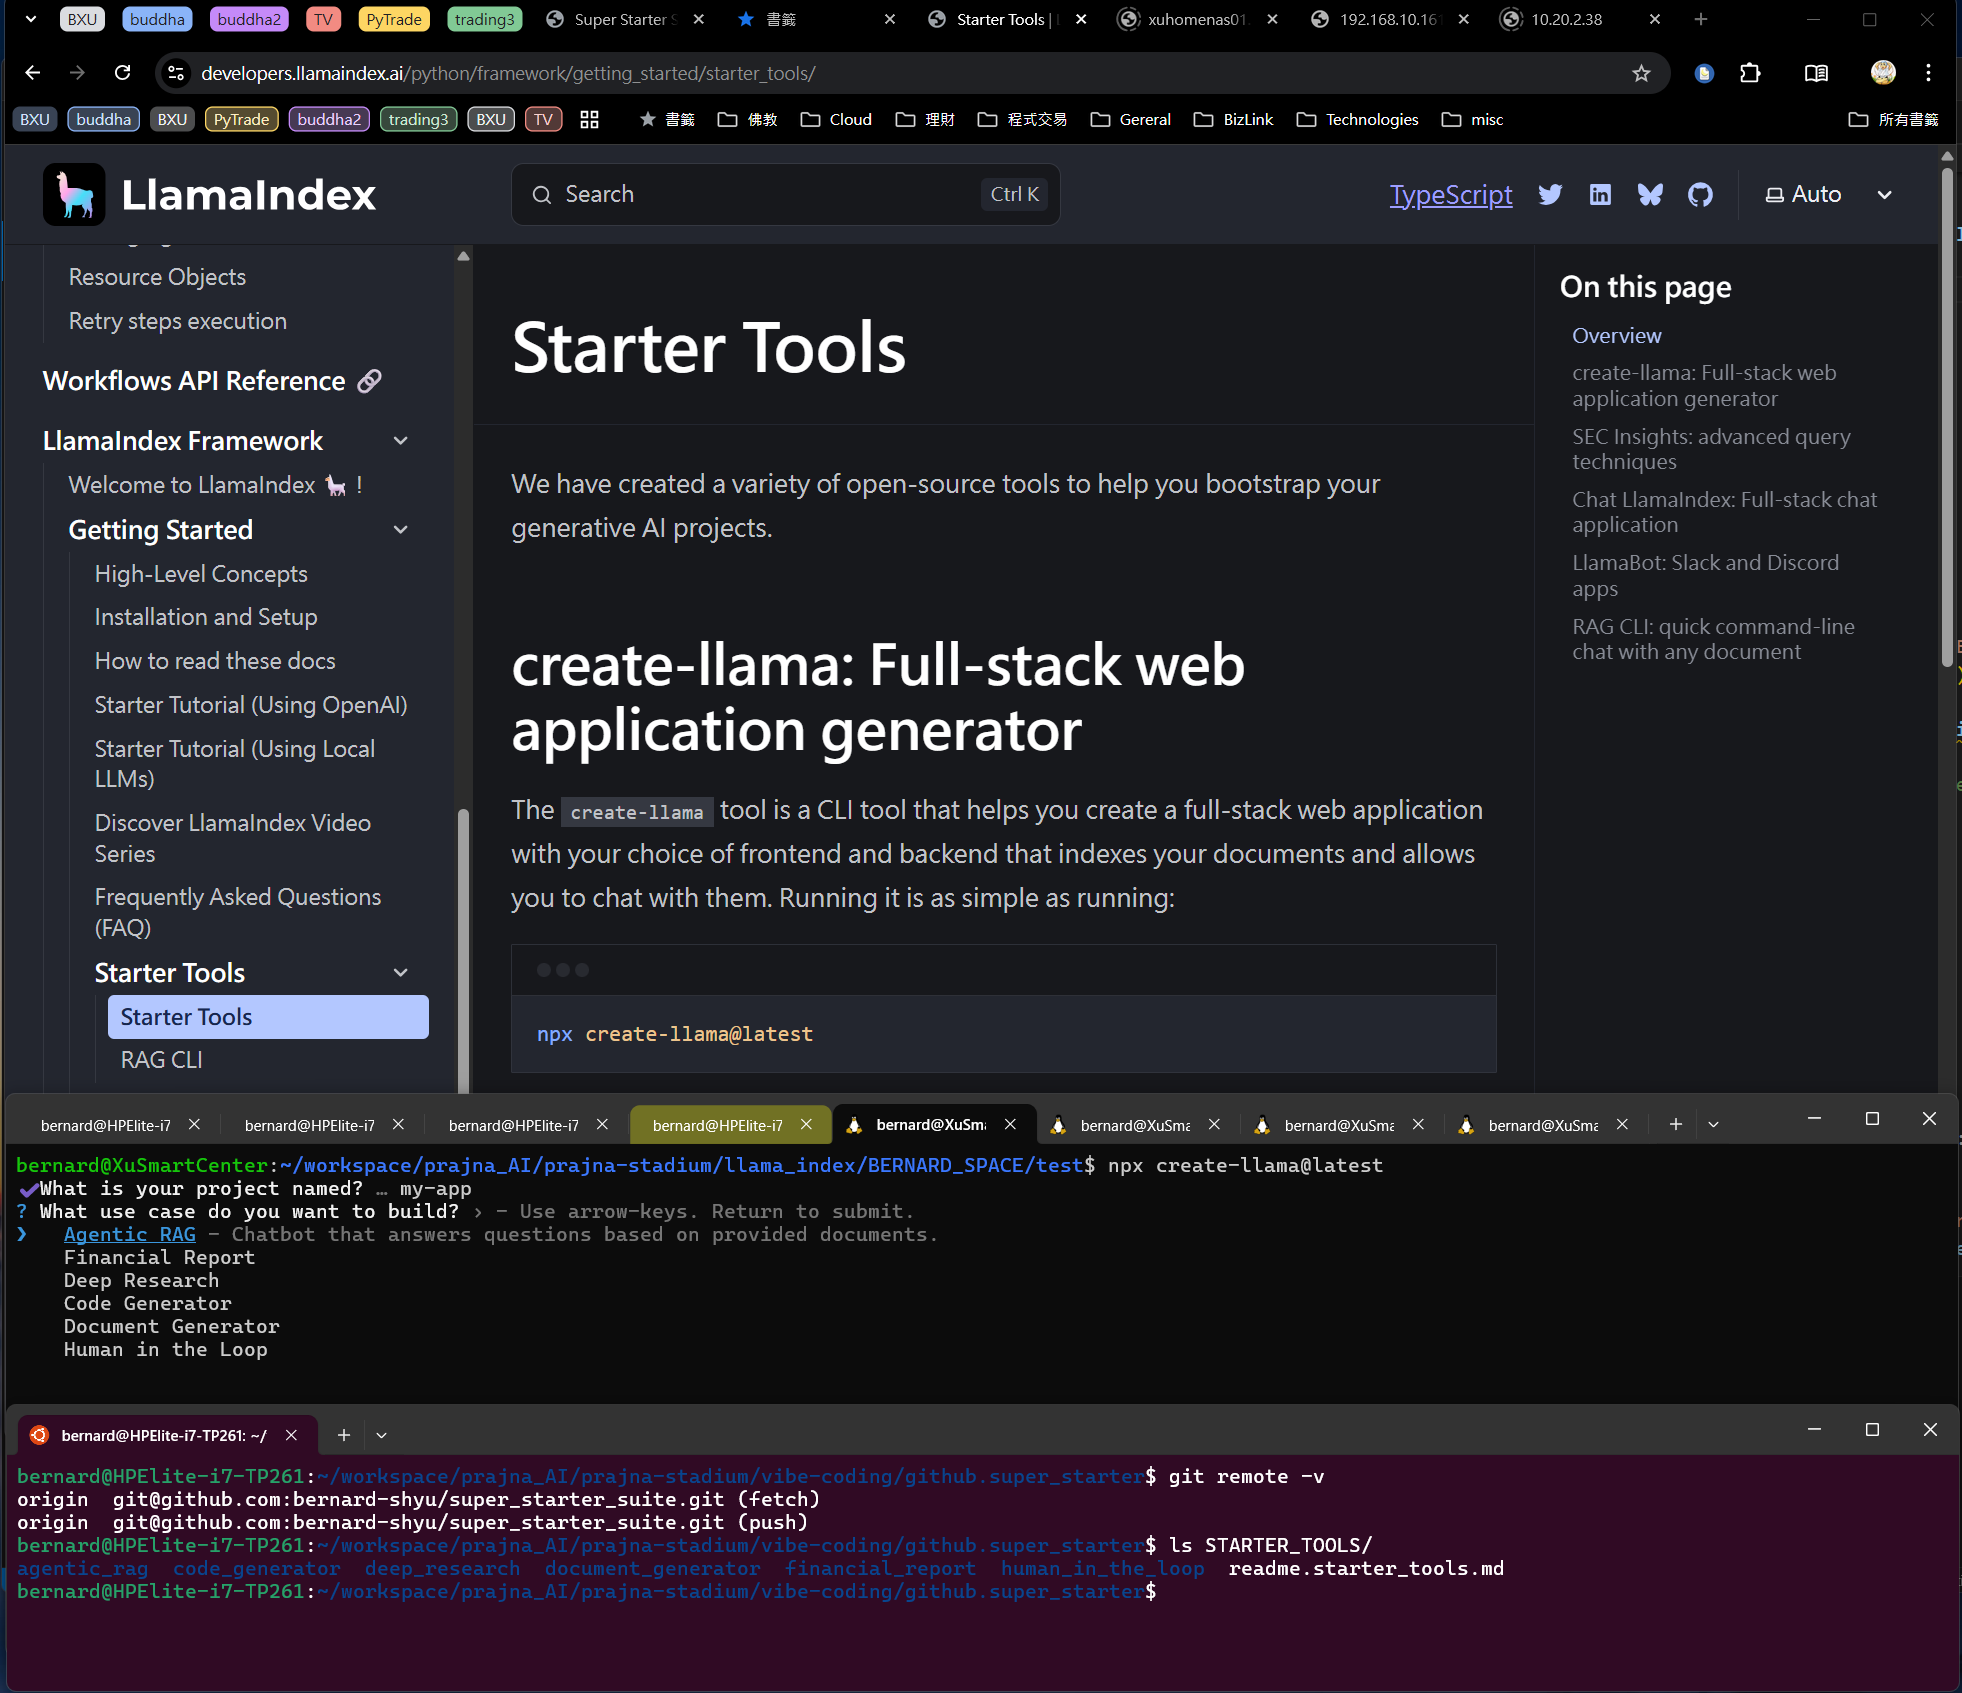 BXU buddha buddha2 TV PyTrade trading3 Super Starter 書籤 Starter Tools | xuhomenas01. 192.168.10.16 10.20.2.38
developers.llamaindex.ai/python/framework/getting_started/starter_tools/
BXU buddha BXU PyTrade buddha2 trading3 BXU TV 書籤 佛教 Cloud 理財 程式交易 Gereral BizLink Technologies misc 所有書籤
LlamaIndex
Search Ctrl K
TypeScript
Auto
Resource Objects
Retry steps execution
Workflows API Reference
LlamaIndex Framework
Welcome to LlamaIndex 🦙 !
Getting Started
High-Level Concepts
Installation and Setup
How to read these docs
Starter Tutorial (Using OpenAI)
Starter Tutorial (Using Local
LLMs)
Discover LlamaIndex Video
Series
Frequently Asked Questions
(FAQ)
Starter Tools
Starter Tools
RAG CLI
Starter Tools
We have created a variety of open-source tools to help you bootstrap your
generative AI projects.
create-llama: Full-stack web
application generator
The create-llama tool is a CLI tool that helps you create a full-stack web application
with your choice of frontend and backend that indexes your documents and allows
you to chat with them. Running it is as simple as running:
npx create-llama@latest
On this page
Overview
create-llama: Full-stack web
application generator
SEC Insights: advanced query
techniques
Chat LlamaIndex: Full-stack chat
application
LlamaBot: Slack and Discord
apps
RAG CLI: quick command-line
chat with any document
bernard@HPElite-i7 bernard@HPElite-i7 bernard@HPElite-i7 bernard@HPElite-i7 bernard@XuSma bernard@XuSma bernard@XuSma bernard@XuSma
bernard@XuSmartCenter:~/workspace/prajna_AI/prajna-stadium/llama_index/BERNARD_SPACE/test$ npx create-llama@latest
✔What is your project named? … my-app
? What use case do you want to build? › - Use arrow-keys. Return to submit.
❯ Agentic RAG - Chatbot that answers questions based on provided documents.
Financial Report
Deep Research
Code Generator
Document Generator
Human in the Loop
bernard@HPElite-i7-TP261: ~/
bernard@HPElite-i7-TP261:~/workspace/prajna_AI/prajna-stadium/vibe-coding/github.super_starter$ git remote -v
origin git@github.com:bernard-shyu/super_starter_suite.git (fetch)
origin git@github.com:bernard-shyu/super_starter_suite.git (push)
bernard@HPElite-i7-TP261:~/workspace/prajna_AI/prajna-stadium/vibe-coding/github.super_starter$ ls STARTER_TOOLS/
agentic_rag code_generator deep_research document_generator financial_report human_in_the_loop readme.starter_tools.md
bernard@HPElite-i7-TP261:~/workspace/prajna_AI/prajna-stadium/vibe-coding/github.super_starter$